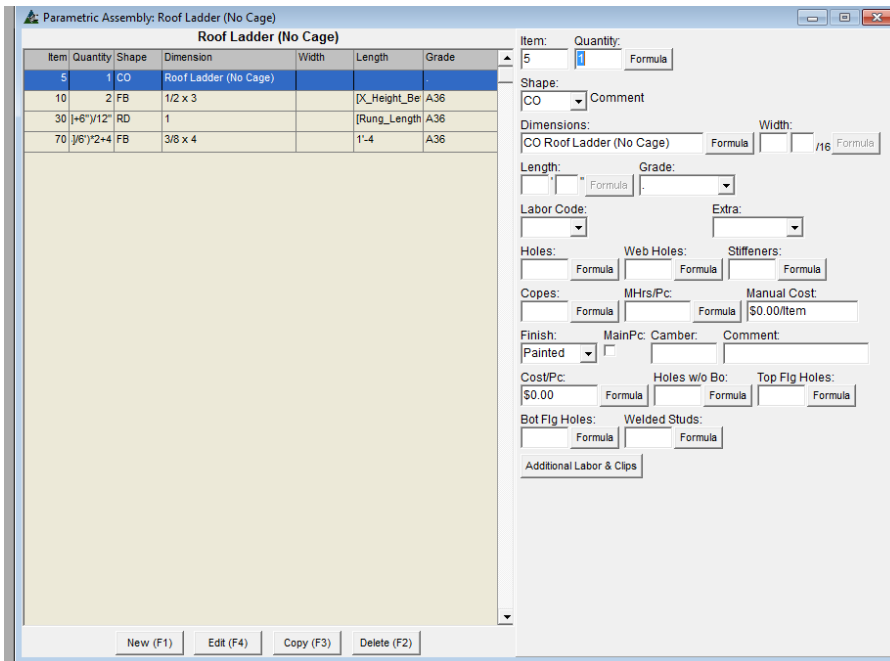 Parametric Assembly: Roof Ladder (No Cage)
Roof Ladder (No Cage)
Item Quantity Shape Dimension Width Length Grade
5 1 CO Roof Ladder (No Cage) .
10 2 FB 1/2 x 3 [X_Height_Be A36
30 ]+6")/12" RD 1 [Rung_Length A36
70 ]/6')*2+4 FB 3/8 x 4 1'-4 A36
New (F1) Edit (F4) Copy (F3) Delete (F2)
Item: Quantity:
5 1 Formula
Shape:
CO Comment
Dimensions: Width:
CO Roof Ladder (No Cage) Formula /16 Formula
Length: Grade:
' " Formula .
Labor Code: Extra:
Holes: Web Holes: Stiffeners:
Formula Formula Formula
Copes: MHrs/Pc: Manual Cost:
Formula Formula $0.00/Item
Finish: MainPc: Camber: Comment:
Painted
Cost/Pc: Holes w/o Bo: Top Flg Holes:
$0.00 Formula Formula Formula
Bot Flg Holes: Welded Studs:
Formula Formula
Additional Labor & Clips